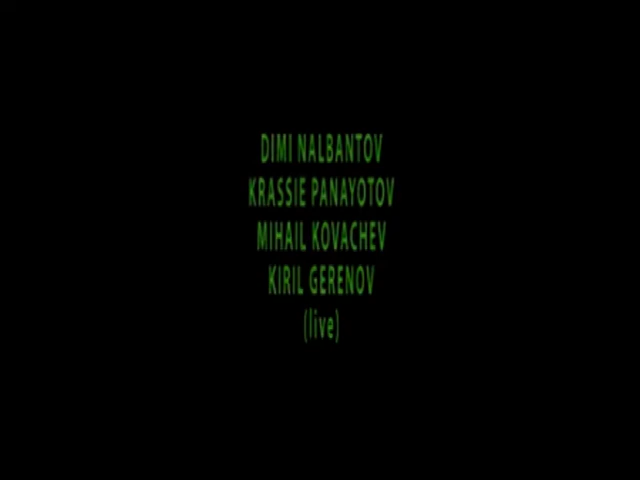 DIMI NALBANTOV
KRASSIE PANAYOTOV
MIHAIL KOVACHEV
KIRIL GERENOV
(live)